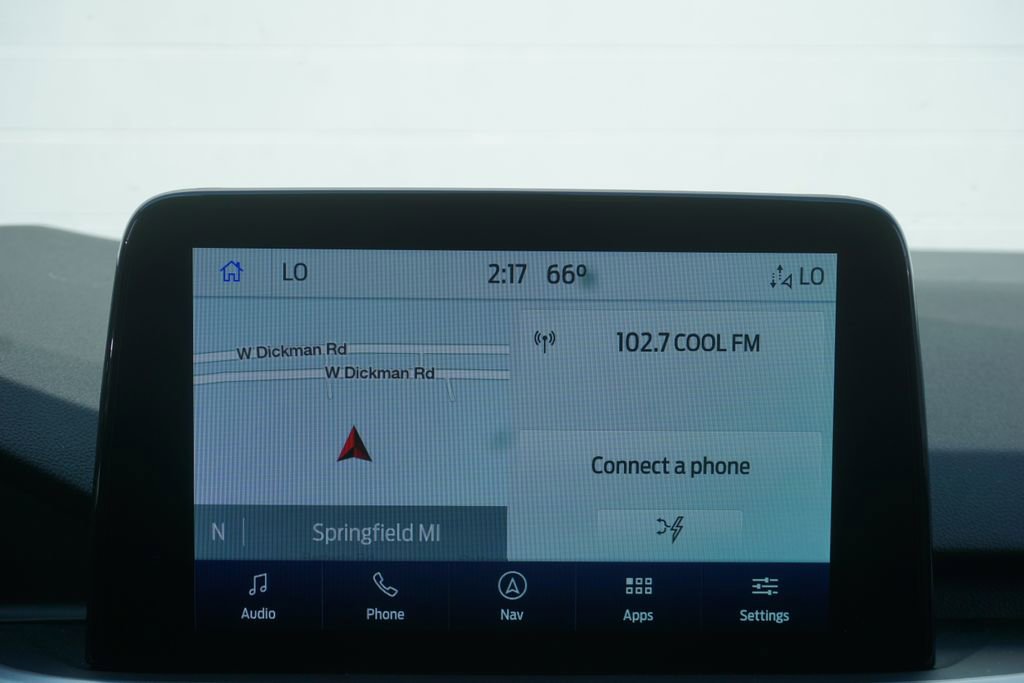 LO 2:17 66° LO
W Dickman Rd
W Dickman Rd
102.7 COOL FM
Connect a phone
N Springfield MI
Audio Phone Nav Apps Settings